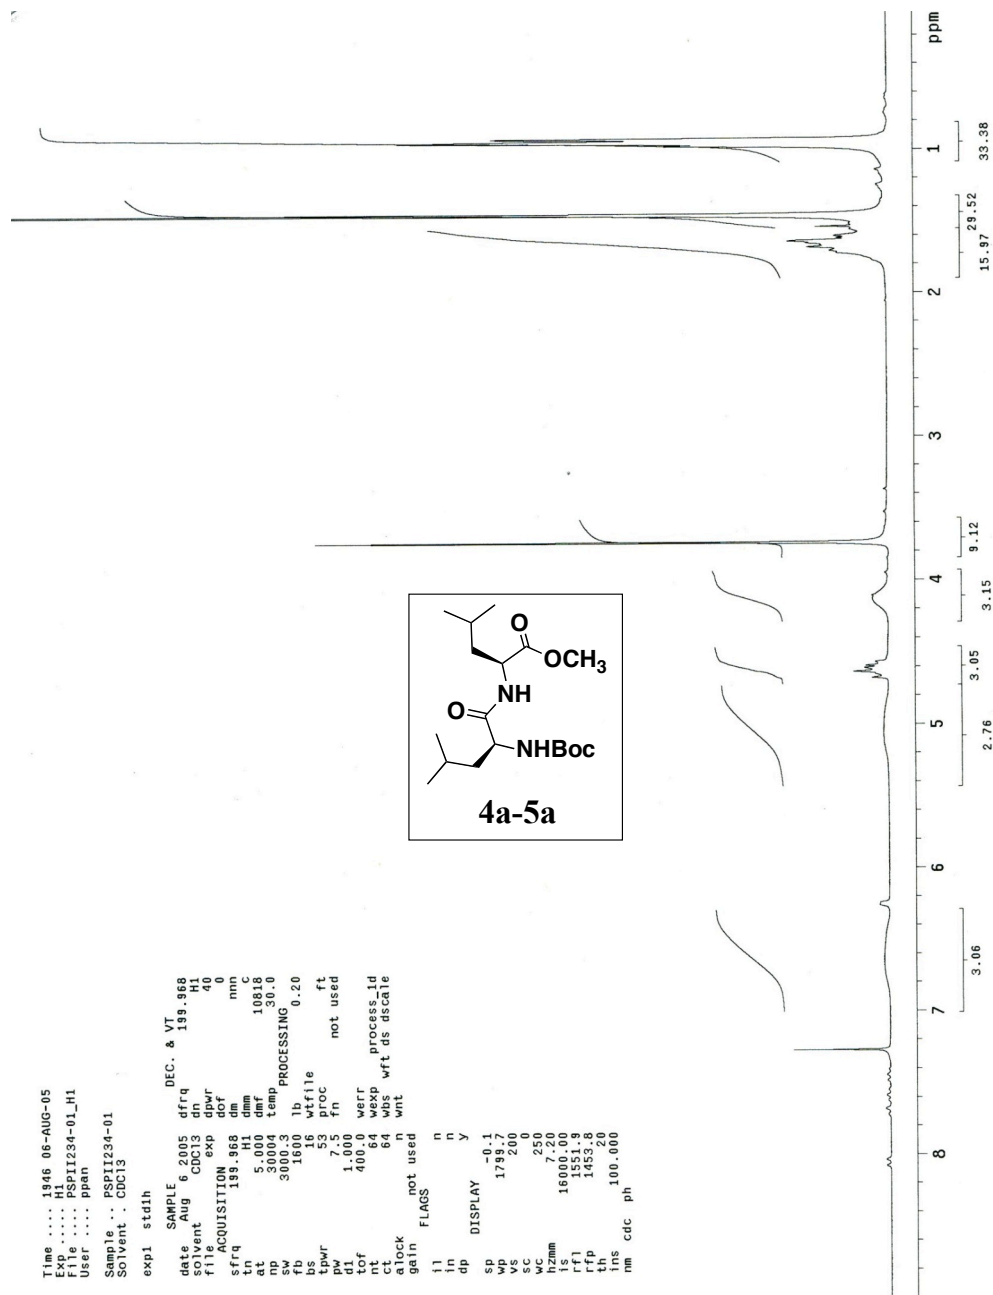 Time .... 1946 06-AUG-05
Exp ..... H1
File .... PSPII234-01_H1
User .... ppan
Sample .. PSPII234-01
Solvent . CDCl3
exp1 std1h
SAMPLE
date Aug 6 2005
solvent CDCl3
file exp
ACQUISITION
sfrq 199.968
tn H1
at 5.000
np 30004
sw 3000.3
fb 1600
bs 16
tpwr 53
pw 7.5
d1 1.000
tof 400.0
nt 64
ct 64
alock n
gain not used
FLAGS
il n
in n
dp y
DISPLAY
sp -0.1
wp 1799.7
vs 200
sc 0
wc 250
hzmm 7.20
is 16000.00
rfl 1551.9
rfp 1453.8
th 20
ins 100.000
nm cdc ph
DEC. & VT
dfrq 199.968
dn H1
dpwr 40
dof 0
dm nnn
dmm c
dmf 10818
temp 30.0
PROCESSING
lb 0.20
wtfile
proc ft
fn not used
werr
wexp process_1d
wbs wft ds dscale
wnt
O
OCH3
NH
O
NHBoc
4a-5a
8 7 6 5 4 3 2 1 ppm
3.06
2.76
3.05
3.15
9.12
15.97
29.52
33.38